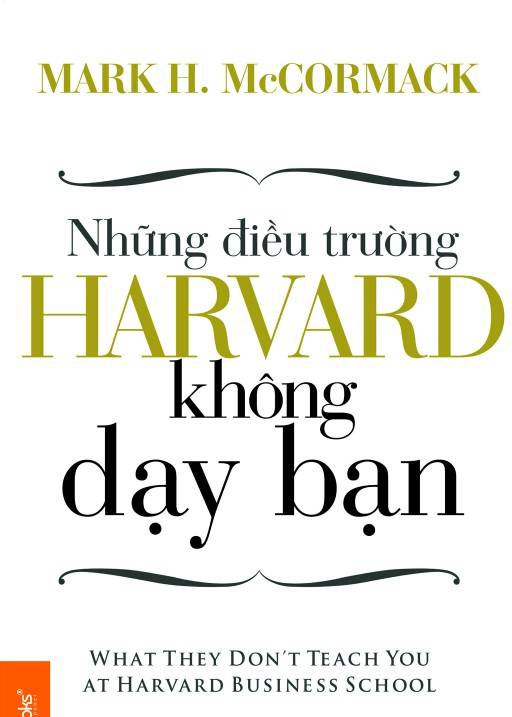 MARK H. McCORMACK
Những điều trường
HARVARD
không
dạy bạn
WHAT THEY DON'T TEACH YOU
AT HARVARD BUSINESS SCHOOL